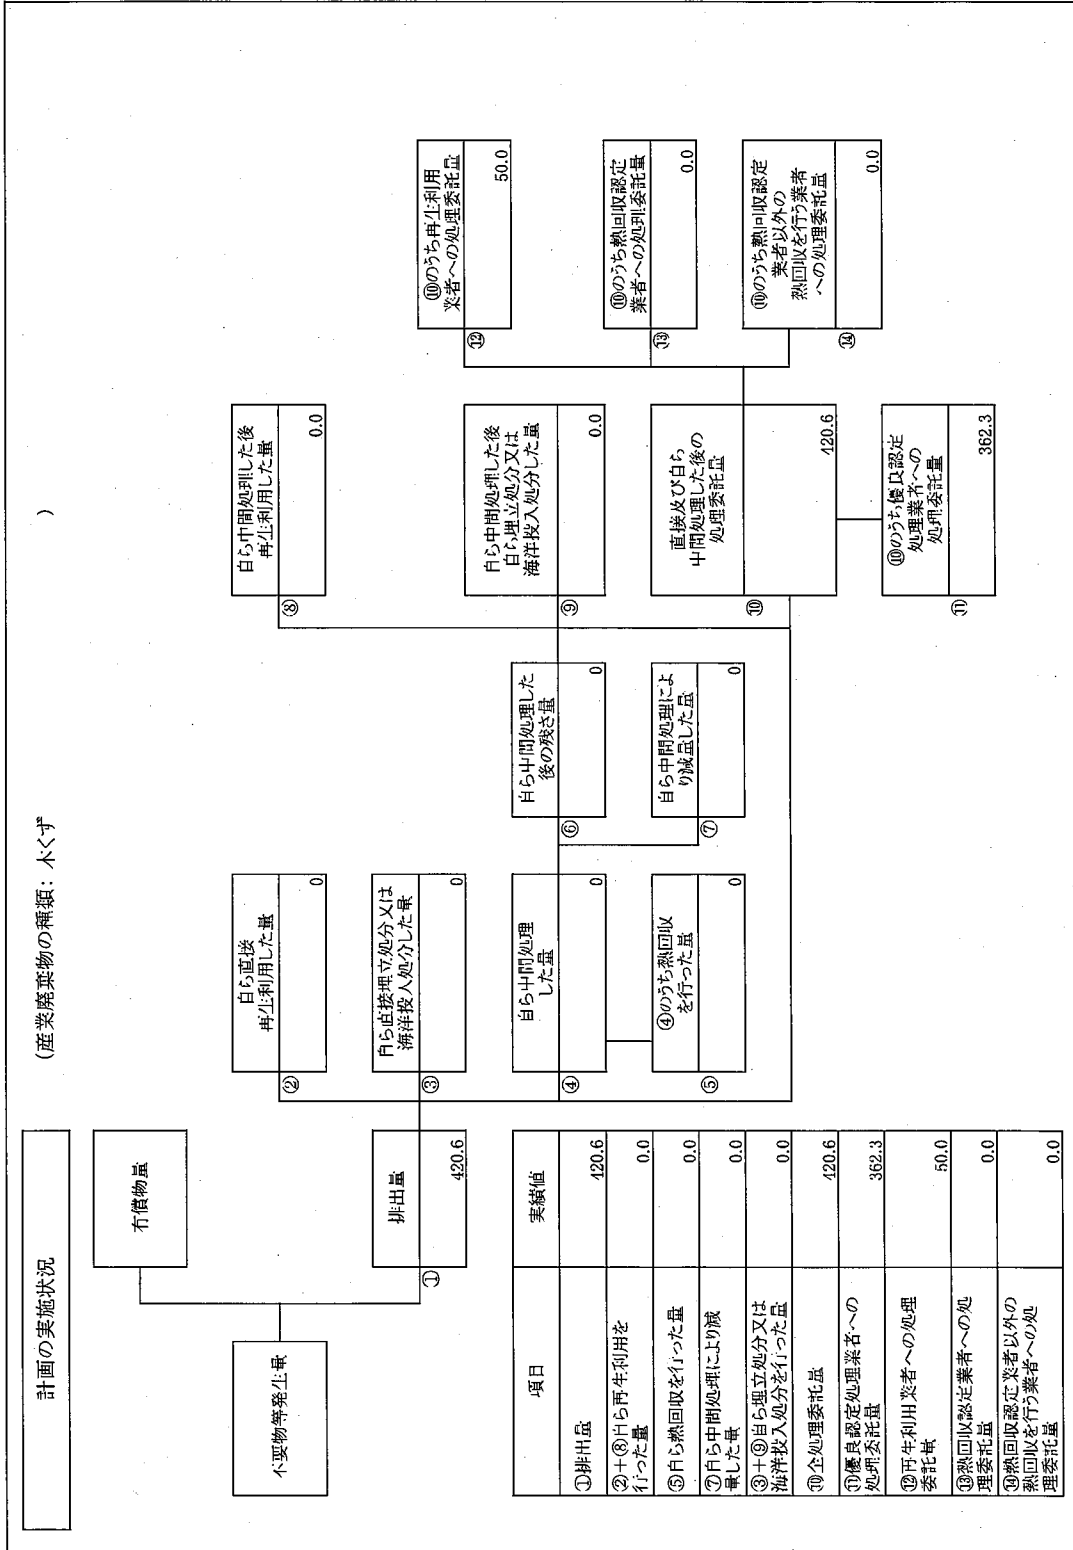 計画の実施状況
(産業廃棄物の種類: 木くず
)
不要物等発生量
有償物量
排出量
①
420.6
自ら直接
再生利用した量
②
0
自ら直接埋立処分又は
海洋投入処分した量
③
0
自ら中間処理
した量
④
0
④のうち熱回収
を行った量
⑤
0
自ら中間処理した
後の残さ量
⑥
0
自ら中間処理によ
り減量した量
⑦
0
自ら中間処理した後
再生利用した量
⑧
0.0
自ら中間処理した後
自ら埋立処分又は
海洋投入処分した量
⑨
0.0
直接及び自ら
中間処理した後の
処理委託量
⑩
420.6
⑩のうち優良認定
処理業者への
処理委託量
⑪
362.3
⑩のうち再生利用
業者への処理委託量
⑫
50.0
⑩のうち熱回収認定
業者への処理委託量
⑬
0.0
⑩のうち熱回収認定
業者以外の
熱回収を行う業者
への処理委託量
⑭
0.0
項目
実績値
①排出量
420.6
②+⑧自ら再生利用を
行った量
0.0
⑤自ら熱回収を行った量
0.0
⑦自ら中間処理により減
量した量
0.0
③+⑨自ら埋立処分又は
海洋投入処分を行った量
0.0
⑩全処理委託量
420.6
⑪優良認定処理業者への
処理委託量
362.3
⑫再生利用業者への処理
委託量
50.0
⑬熱回収認定業者への処
理委託量
0.0
⑭熱回収認定業者以外の
熱回収を行う業者への処
理委託量
0.0